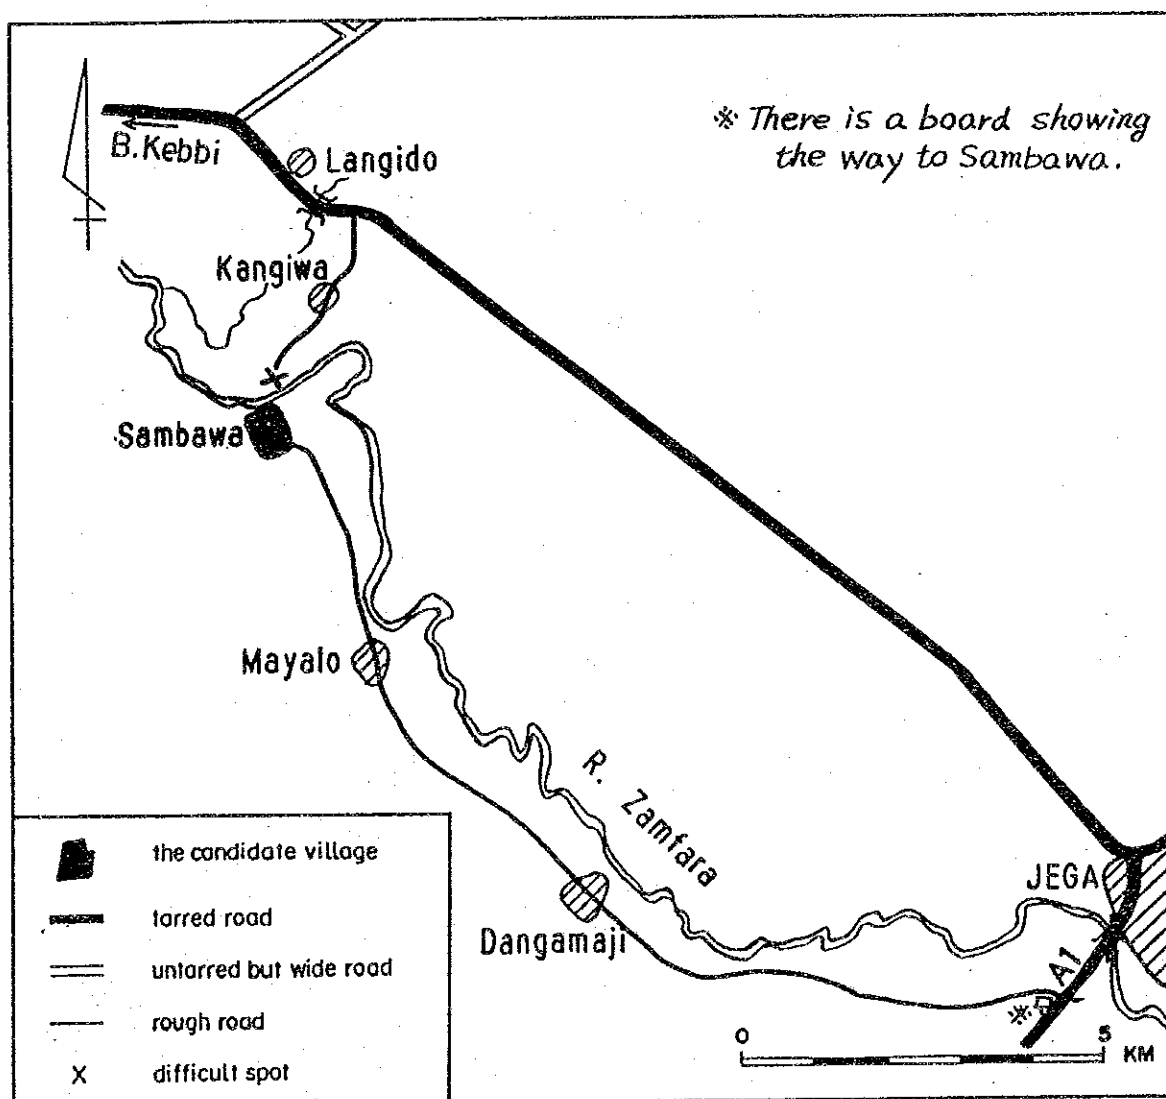 ※ There is a board showing
the way to Sambawa.
B.Kebbi
Langido
Kangiwa
Sambawa
Mayalo
R. Zamfara
Dangamaji
JEGA
A1
※
0 5 KM
the candidate village
tarred road
untarred but wide road
rough road
X difficult spot